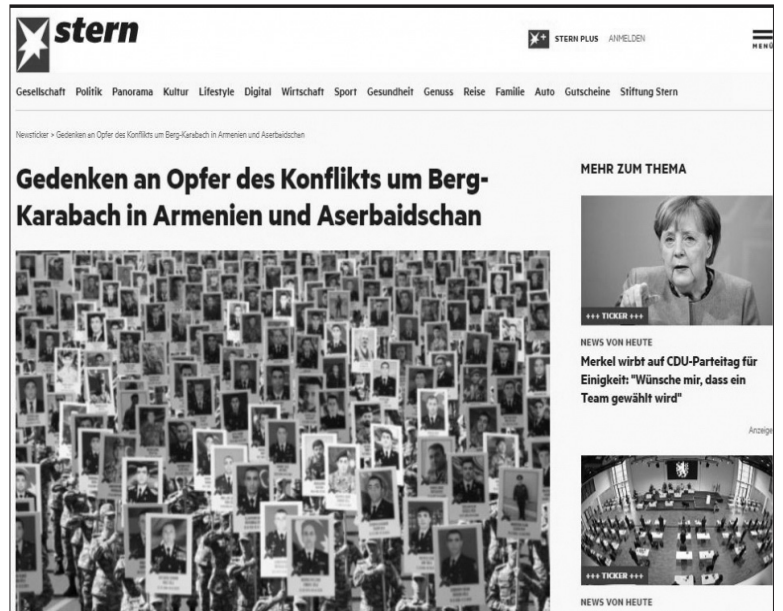 stern
STERN PLUS ANMELDEN
MENÜ
Gesellschaft Politik Panorama Kultur Lifestyle Digital Wirtschaft Sport Gesundheit Genuss Reise Familie Auto Gutscheine Stiftung Stern
Newsticker > Gedenken an Opfer des Konflikts um Berg-Karabach in Armenien und Aserbaidschan
Gedenken an Opfer des Konflikts um Berg-
Karabach in Armenien und Aserbaidschan
MEHR ZUM THEMA
+++ TICKER +++
NEWS VON HEUTE
Merkel wirbt auf CDU-Parteitag für
Einigkeit: "Wünsche mir, dass ein
Team gewählt wird"
Anzeige
+++ TICKER +++
NEWS VON HEUTE